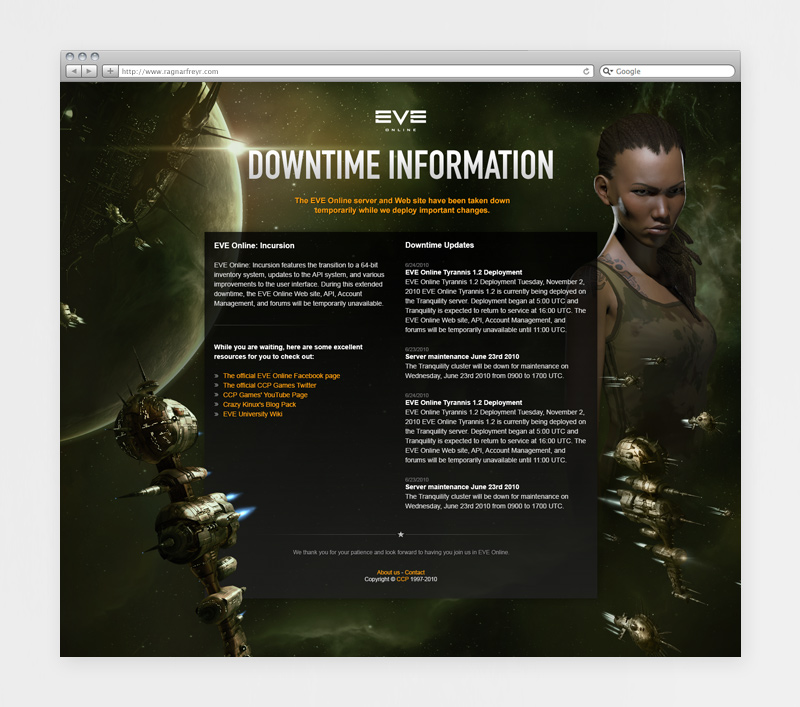 http://www.ragnarfreyr.com
Google
EVE
ONLINE
DOWNTIME INFORMATION
The EVE Online server and Web site have been taken down
temporarily while we deploy important changes.
EVE Online: Incursion
EVE Online: Incursion features the transition to a 64-bit
inventory system, updates to the API system, and various
improvements to the user interface. During this extended
downtime, the EVE Online Web site, API, Account
Management, and forums will be temporarily unavailable.
While you are waiting, here are some excellent
resources for you to check out:
» The official EVE Online Facebook page
» The official CCP Games Twitter
» CCP Games' YouTube Page
» Crazy Kinux's Blog Pack
» EVE University Wiki
Downtime Updates
6/24/2010
EVE Online Tyrannis 1.2 Deployment
EVE Online Tyrannis 1.2 Deployment Tuesday, November 2,
2010 EVE Online Tyrannis 1.2 is currently being deployed on
the Tranquility server. Deployment began at 5:00 UTC and
Tranquility is expected to return to service at 16:00 UTC. The
EVE Online Web site, API, Account Management, and
forums will be temporarily unavailable until 11:00 UTC.
6/23/2010
Server maintenance June 23rd 2010
The Tranquility cluster will be down for maintenance on
Wednesday, June 23rd 2010 from 0900 to 1700 UTC.
6/24/2010
EVE Online Tyrannis 1.2 Deployment
EVE Online Tyrannis 1.2 Deployment Tuesday, November 2,
2010 EVE Online Tyrannis 1.2 is currently being deployed on
the Tranquility server. Deployment began at 5:00 UTC and
Tranquility is expected to return to service at 16:00 UTC. The
EVE Online Web site, API, Account Management, and
forums will be temporarily unavailable until 11:00 UTC.
6/23/2010
Server maintenance June 23rd 2010
The Tranquility cluster will be down for maintenance on
Wednesday, June 23rd 2010 from 0900 to 1700 UTC.
We thank you for your patience and look forward to having you join us in EVE Online.
About us - Contact
Copyright © CCP 1997-2010